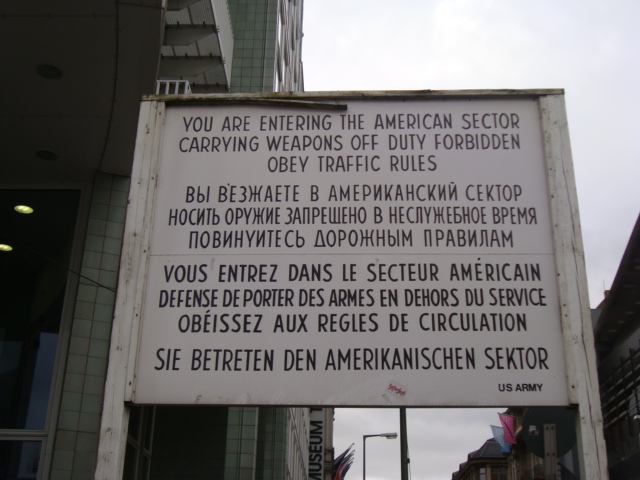 YOU ARE ENTERING THE AMERICAN SECTOR
CARRYING WEAPONS OFF DUTY FORBIDDEN
OBEY TRAFFIC RULES
ВЫ ВЪЕЗЖАЕТЕ В АМЕРИКАНСКИЙ СЕКТОР
НОСИТЬ ОРУЖИЕ ЗАПРЕЩЕНО В НЕСЛУЖЕБНОЕ ВРЕМЯ
ПОВИНУЙТЕСЬ ДОРОЖНЫМ ПРАВИЛАМ
VOUS ENTREZ DANS LE SECTEUR AMÉRICAIN
DÉFENSE DE PORTER DES ARMES EN DEHORS DU SERVICE
OBÉISSEZ AUX RÈGLES DE CIRCULATION
SIE BETRETEN DEN AMERIKANISCHEN SEKTOR
US ARMY
MUSEUM